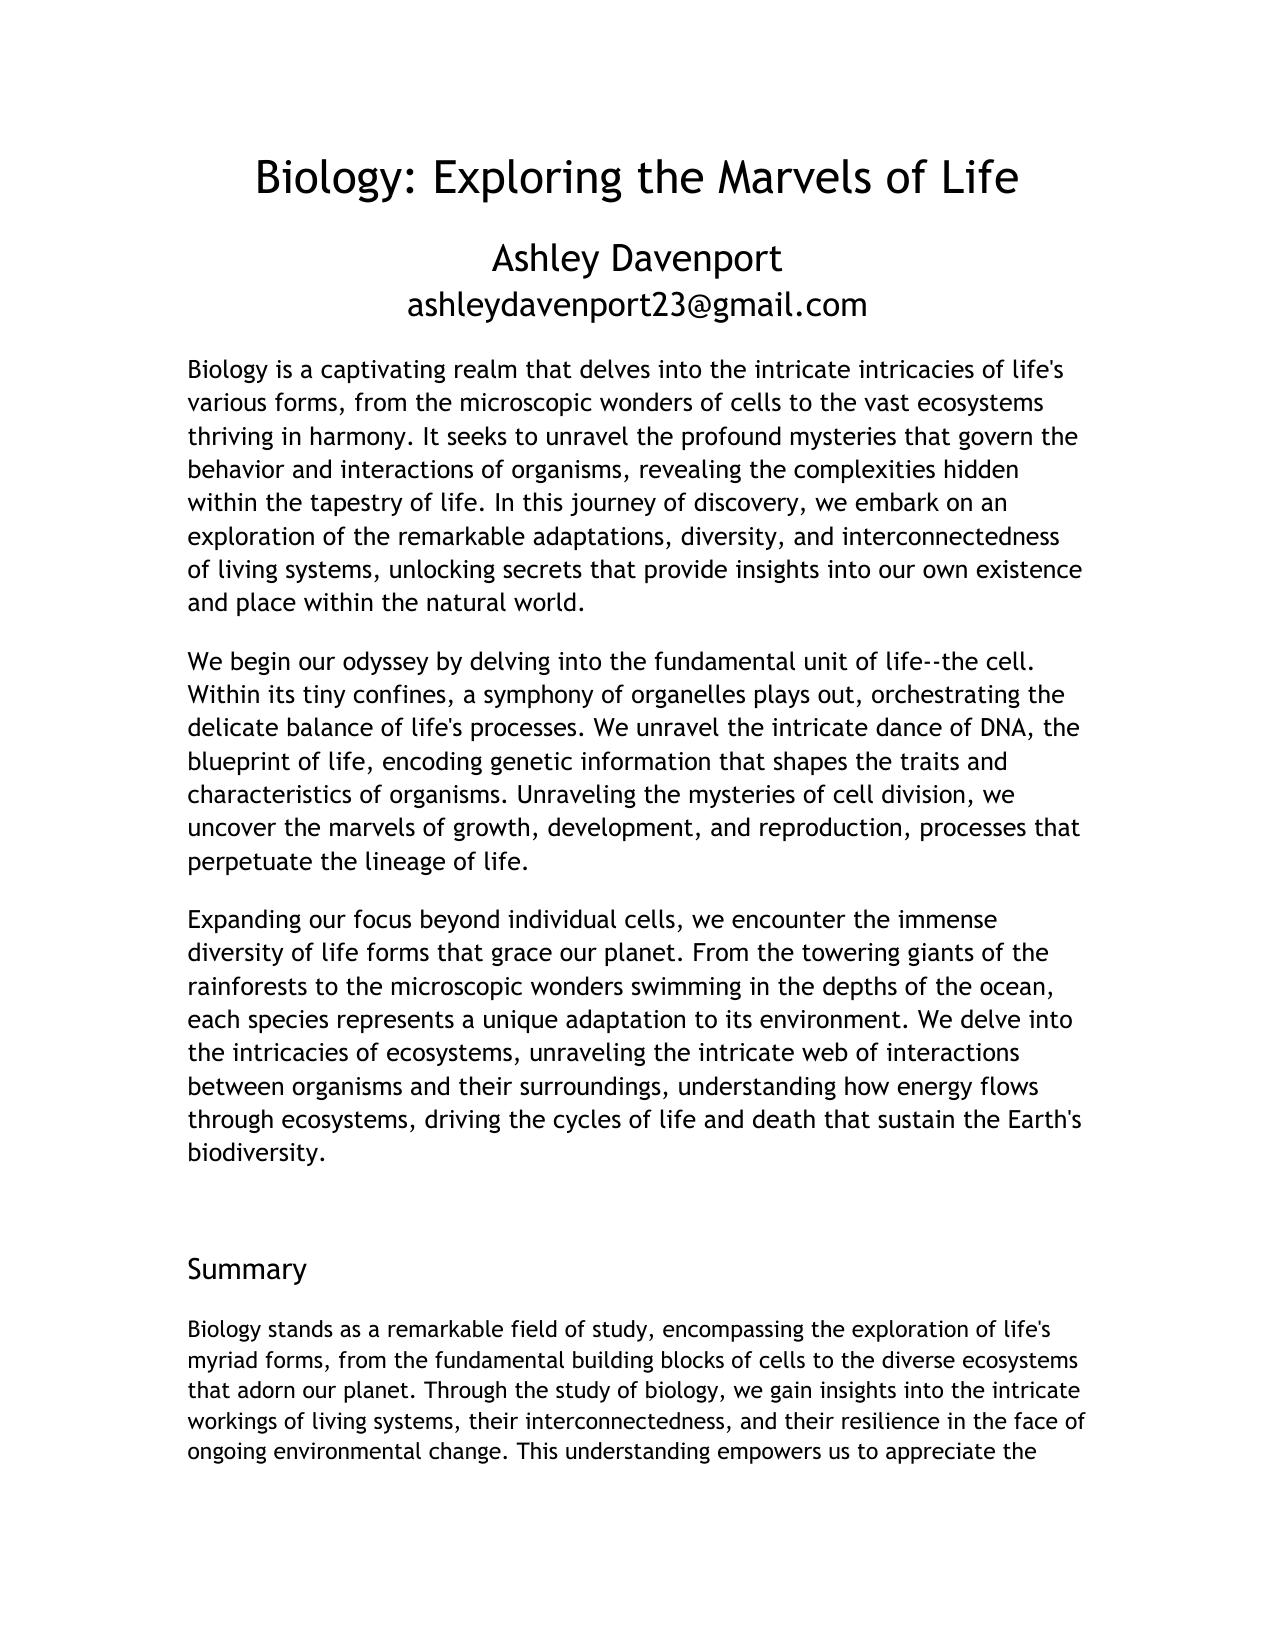 Biology: Exploring the Marvels of Life
Ashley Davenport
ashleydavenport23@gmail.com
Biology is a captivating realm that delves into the intricate intricacies of life's
various forms, from the microscopic wonders of cells to the vast ecosystems
thriving in harmony. It seeks to unravel the profound mysteries that govern the
behavior and interactions of organisms, revealing the complexities hidden
within the tapestry of life. In this journey of discovery, we embark on an
exploration of the remarkable adaptations, diversity, and interconnectedness
of living systems, unlocking secrets that provide insights into our own existence
and place within the natural world.
We begin our odyssey by delving into the fundamental unit of life--the cell.
Within its tiny confines, a symphony of organelles plays out, orchestrating the
delicate balance of life's processes. We unravel the intricate dance of DNA, the
blueprint of life, encoding genetic information that shapes the traits and
characteristics of organisms. Unraveling the mysteries of cell division, we
uncover the marvels of growth, development, and reproduction, processes that
perpetuate the lineage of life.
Expanding our focus beyond individual cells, we encounter the immense
diversity of life forms that grace our planet. From the towering giants of the
rainforests to the microscopic wonders swimming in the depths of the ocean,
each species represents a unique adaptation to its environment. We delve into
the intricacies of ecosystems, unraveling the intricate web of interactions
between organisms and their surroundings, understanding how energy flows
through ecosystems, driving the cycles of life and death that sustain the Earth's
biodiversity.
Summary
Biology stands as a remarkable field of study, encompassing the exploration of life's
myriad forms, from the fundamental building blocks of cells to the diverse ecosystems
that adorn our planet. Through the study of biology, we gain insights into the intricate
workings of living systems, their interconnectedness, and their resilience in the face of
ongoing environmental change. This understanding empowers us to appreciate the